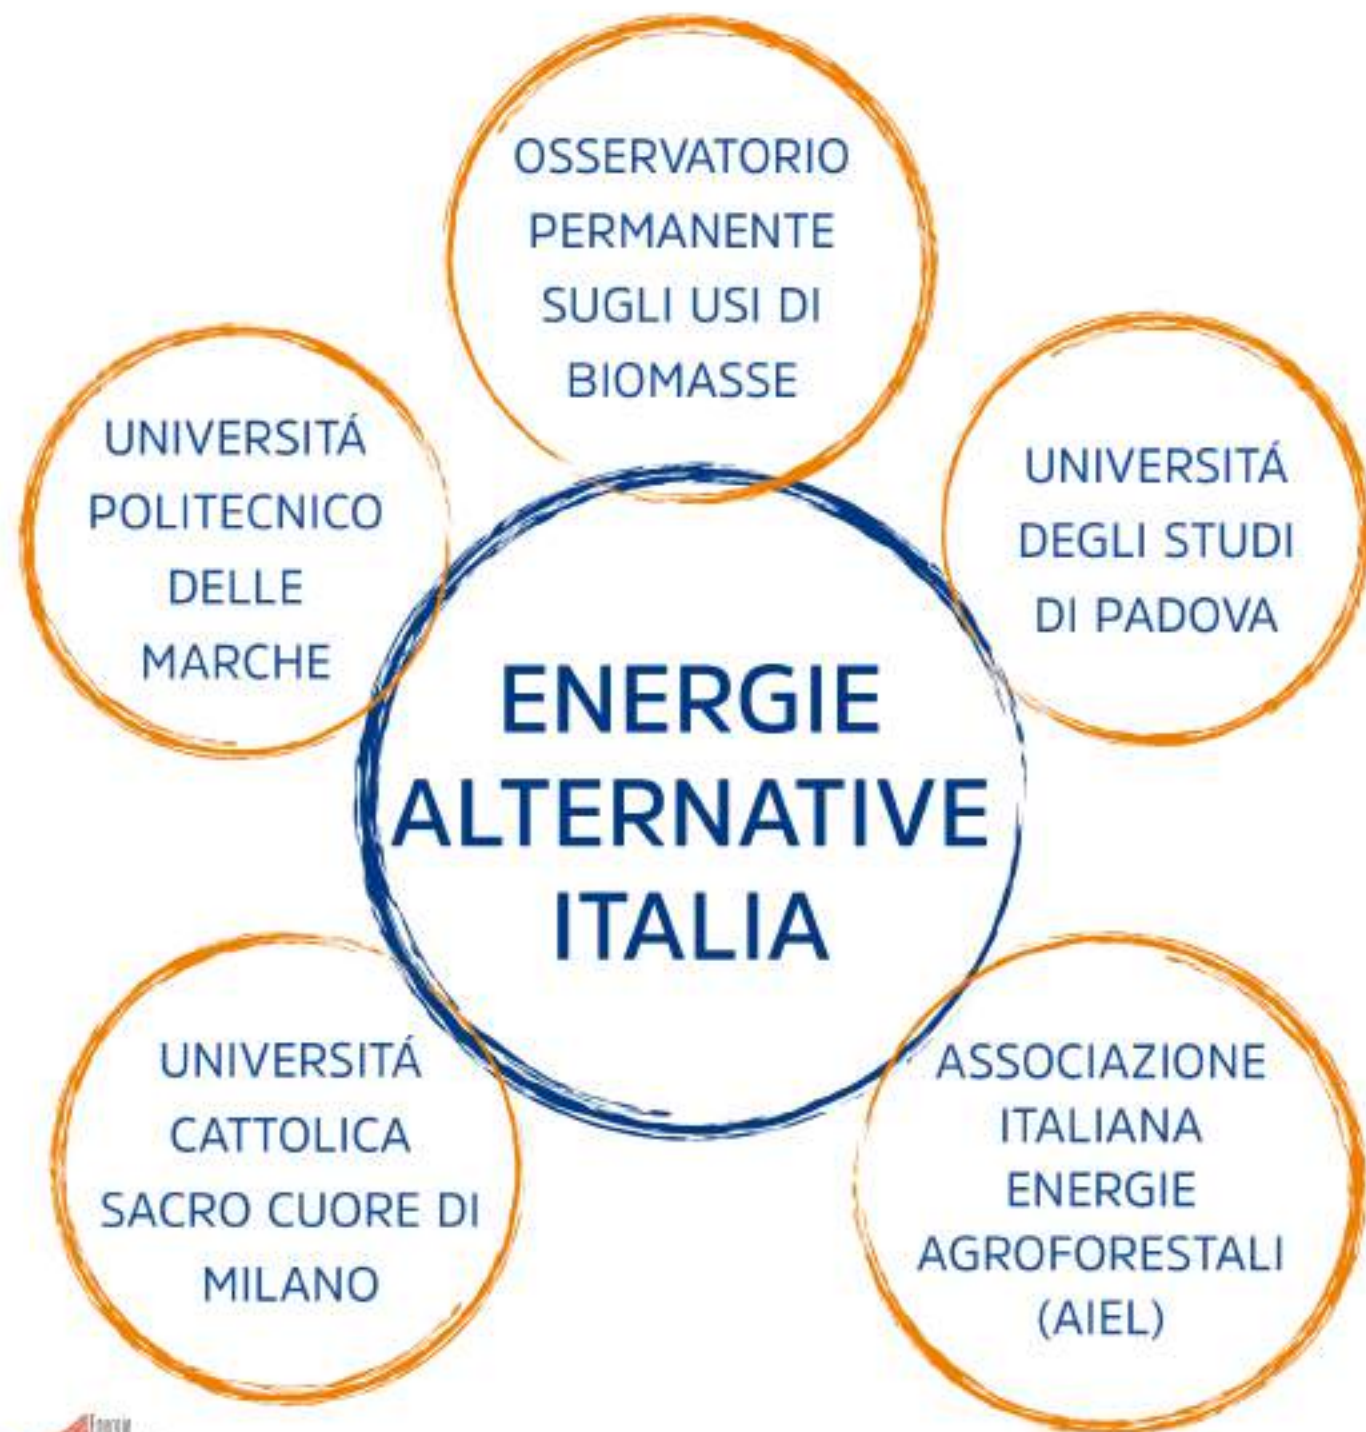 OSSERVATORIO
PERMANENTE
SUGLI USI DI
BIOMASSE
UNIVERSITÁ
POLITECNICO
DELLE
MARCHE
UNIVERSITÁ
DEGLI STUDI
DI PADOVA
ENERGIE
ALTERNATIVE
ITALIA
UNIVERSITÁ
CATTOLICA
SACRO CUORE DI
MILANO
ASSOCIAZIONE
ITALIANA
ENERGIE
AGROFORESTALI
(AIEL)
Energie